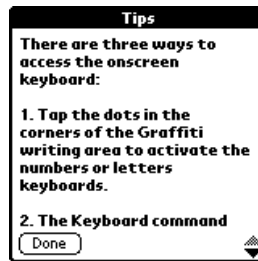 Tips
There are three ways to
access the onscreen
keyboard:
1. Tap the dots in the
corners of the Graffiti
writing area to activate the
numbers or letters
keyboards.
2. The Keyboard command
Done